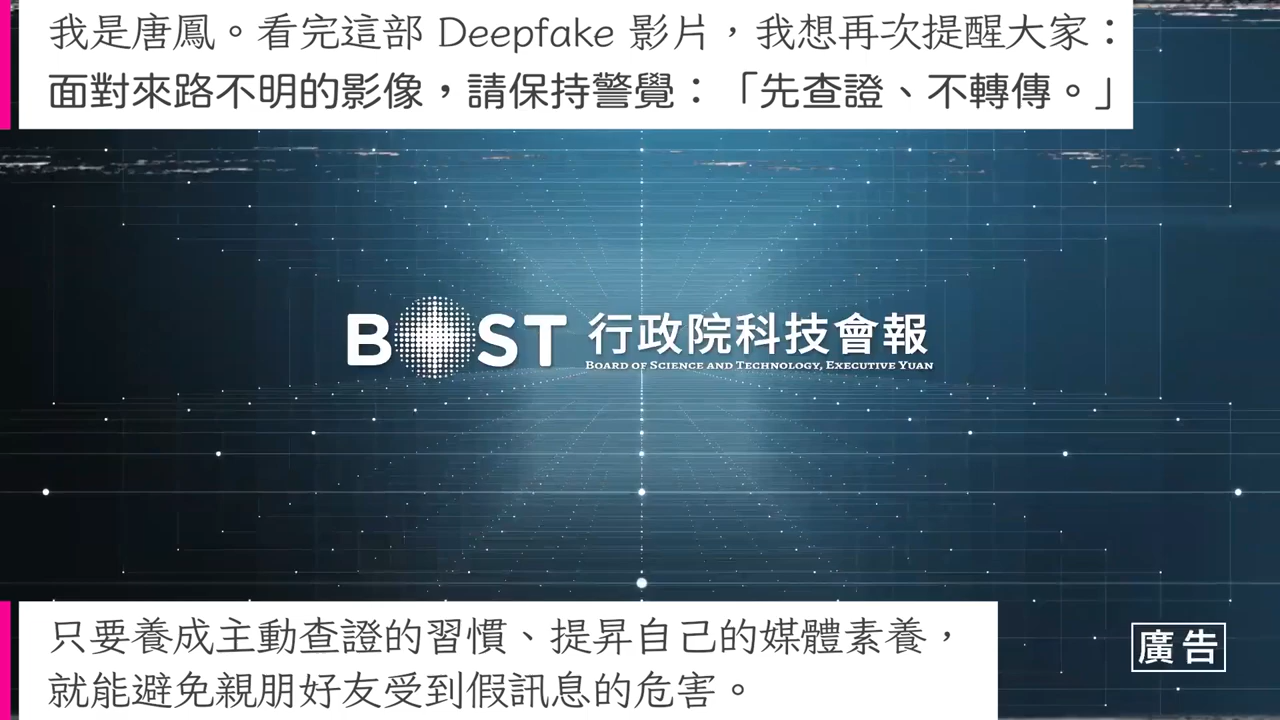 我是唐鳳。看完這部 Deepfake 影片，我想再次提醒大家：
面對來路不明的影像，請保持警覺：「先查證、不轉傳。」
BOST 行政院科技會報
BOARD OF SCIENCE AND TECHNOLOGY, EXECUTIVE YUAN
只要養成主動查證的習慣、提昇自己的媒體素養，
就能避免親朋好友受到假訊息的危害。
廣告